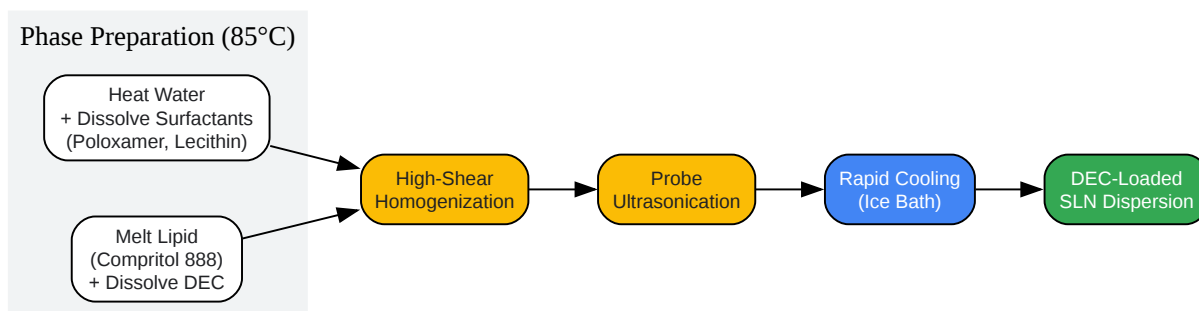 Phase Preparation (85°C)
Heat Water
+ Dissolve Surfactants
(Poloxamer, Lecithin)
Melt Lipid
(Compritol 888)
+ Dissolve DEC
High-Shear
Homogenization
Probe
Ultrasonication
Rapid Cooling
(Ice Bath)
DEC-Loaded
SLN Dispersion